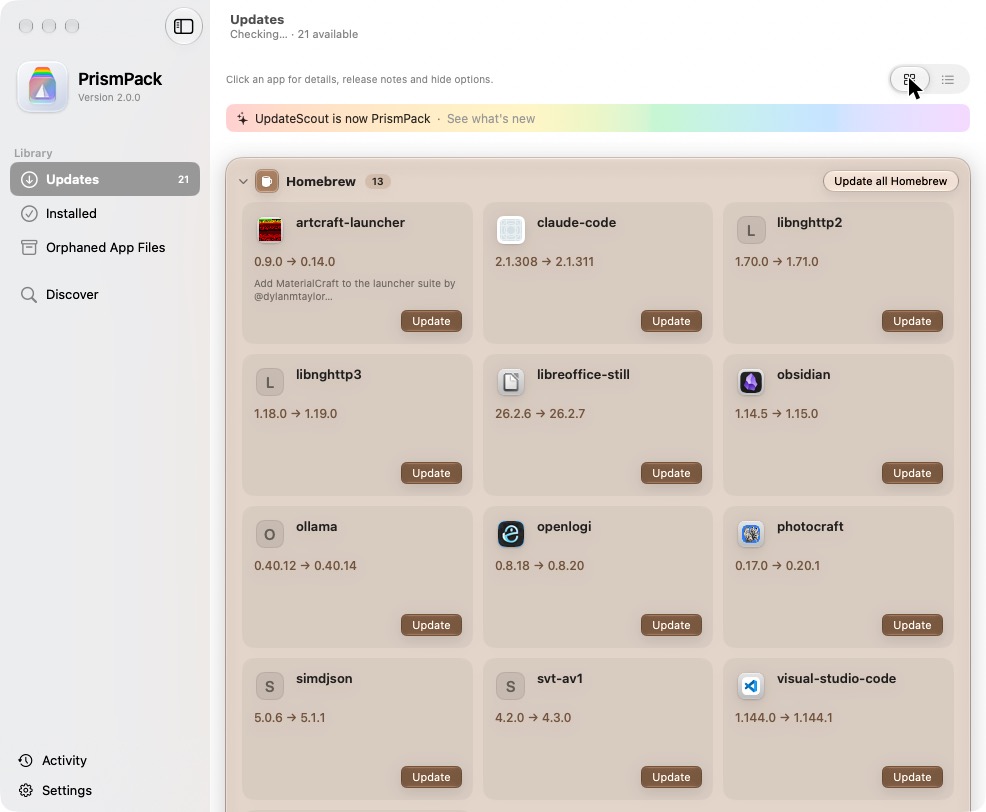 Updates
Checking... · 21 available
PrismPack
Version 2.0.0
Click an app for details, release notes and hide options.
UpdateScout is now PrismPack · See what's new
Library
Updates 21
Installed
Orphaned App Files
Discover
Activity
Settings
Homebrew 13 Update all Homebrew
artcraft-launcher
0.9.0 → 0.14.0
Add MaterialCraft to the launcher suite by
@dylanmtaylor...
Update
claude-code
2.1.308 → 2.1.311
Update
L
libnghttp2
1.70.0 → 1.71.0
Update
L
libnghttp3
1.18.0 → 1.19.0
Update
libreoffice-still
26.2.6 → 26.2.7
Update
obsidian
1.14.5 → 1.15.0
Update
O
ollama
0.40.12 → 0.40.14
Update
openlogi
0.8.18 → 0.8.20
Update
photocraft
0.17.0 → 0.20.1
Update
S
simdjson
5.0.6 → 5.1.1
Update
S
svt-av1
4.2.0 → 4.3.0
Update
visual-studio-code
1.144.0 → 1.144.1
Update